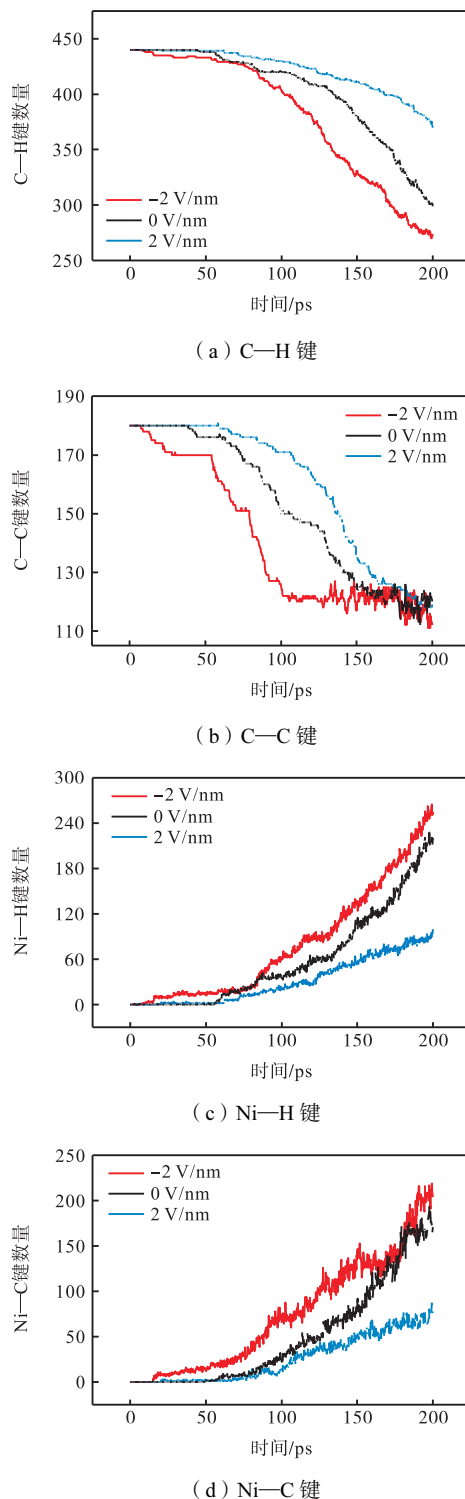 450
400
350
300
250
C—H键数量
−2 V/nm
0 V/nm
2 V/nm
0 50 100 150 200
时间/ps
（a）C—H 键
190
170
150
130
110
C—C键数量
−2 V/nm
0 V/nm
2 V/nm
0 50 100 150 200
时间/ps
（b）C—C 键
300
240
180
120
60
0
Ni—H键数量
−2 V/nm
0 V/nm
2 V/nm
0 50 100 150 200
时间/ps
（c）Ni—H 键
250
200
150
100
50
0
Ni—C键数量
−2 V/nm
0 V/nm
2 V/nm
0 50 100 150 200
时间/ps
（d）Ni—C 键